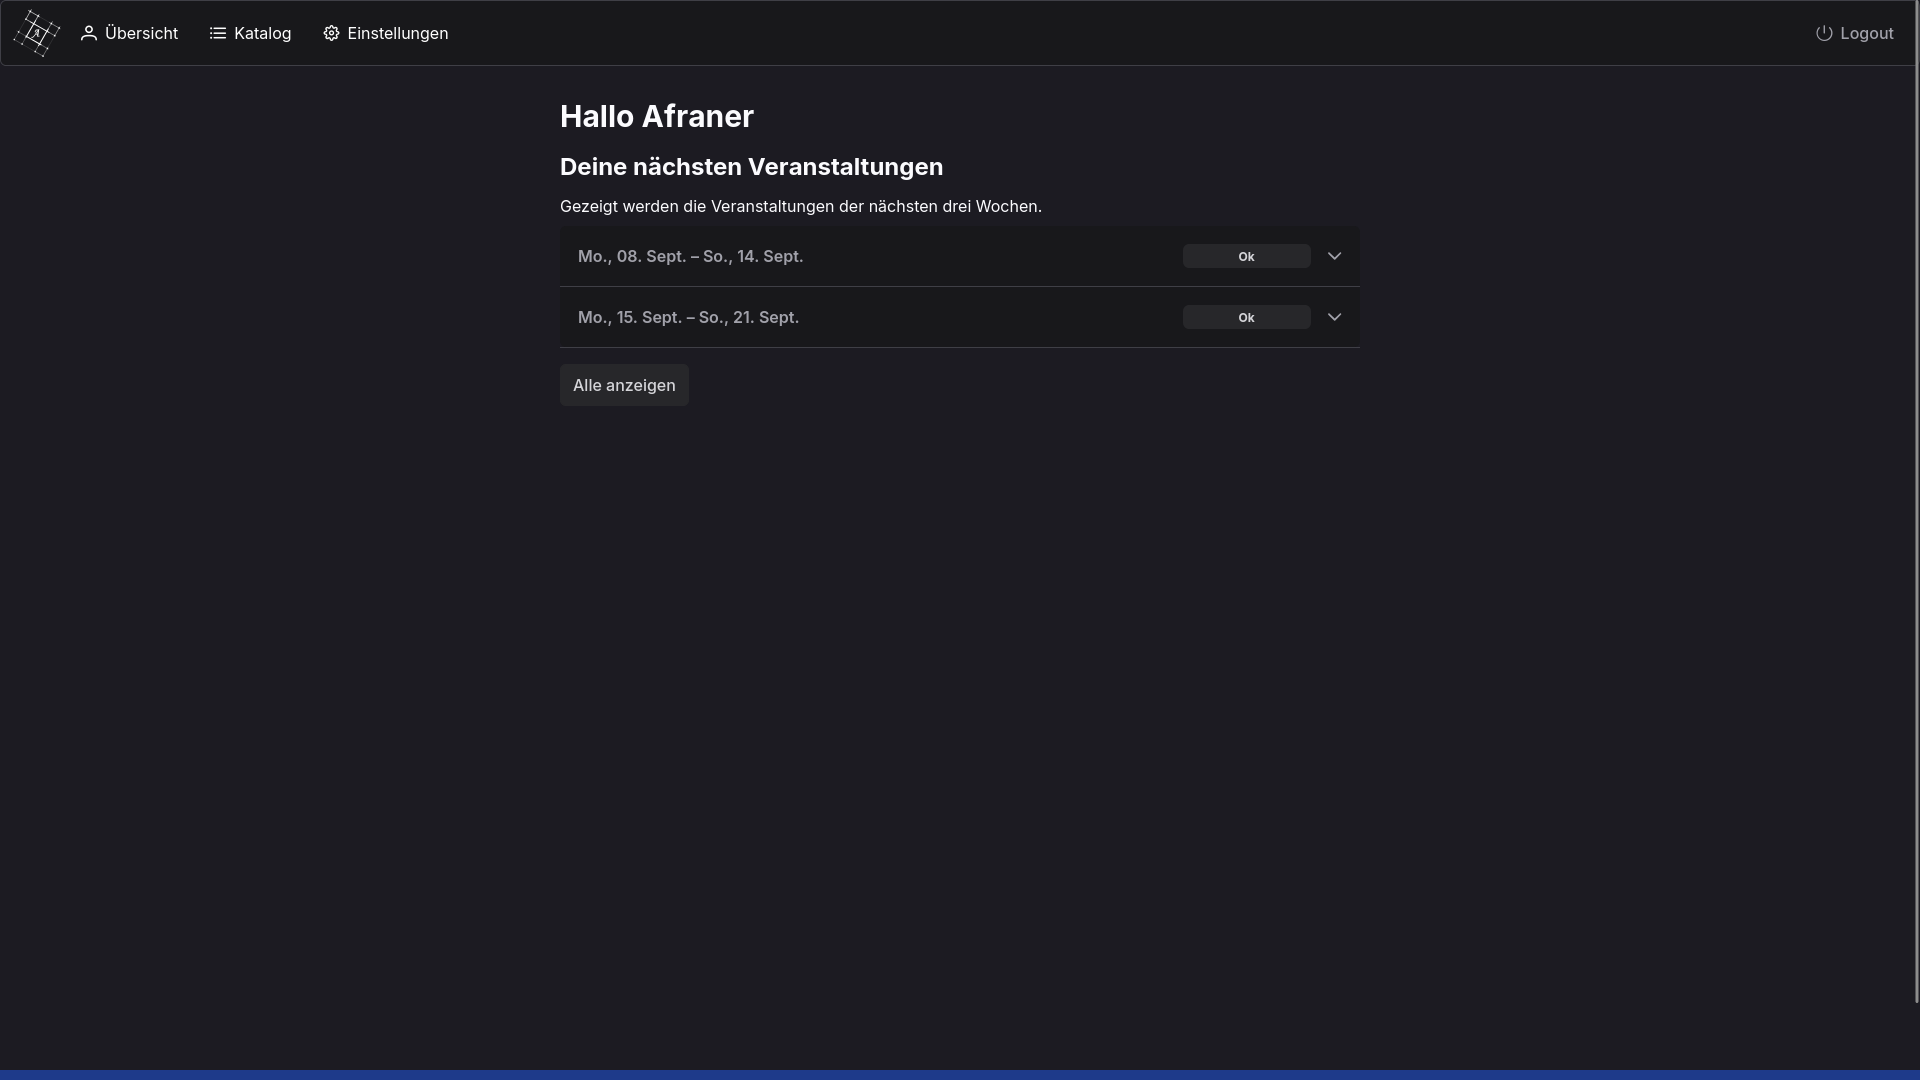 Übersicht
Katalog
Einstellungen
Logout
Hallo Afraner
Deine nächsten Veranstaltungen
Gezeigt werden die Veranstaltungen der nächsten drei Wochen.
Mo., 08. Sept. – So., 14. Sept.
Ok
Mo., 15. Sept. – So., 21. Sept.
Ok
Alle anzeigen